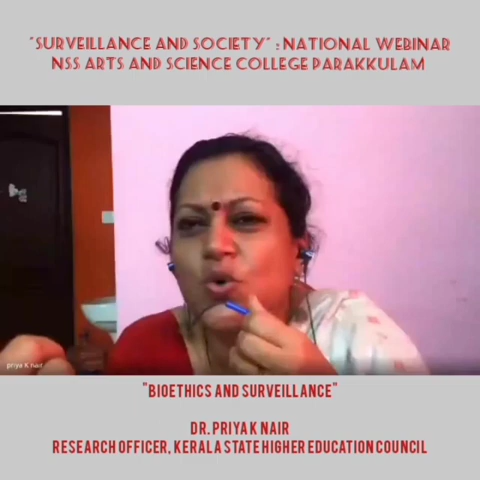 "SURVEILLANCE AND SOCIETY" : NATIONAL WEBINAR
NSS ARTS AND SCIENCE COLLEGE PARAKKULAM
priya K nair
"BIOETHICS AND SURVEILLANCE"
DR. PRIYA K NAIR
RESEARCH OFFICER, KERALA STATE HIGHER EDUCATION COUNCIL